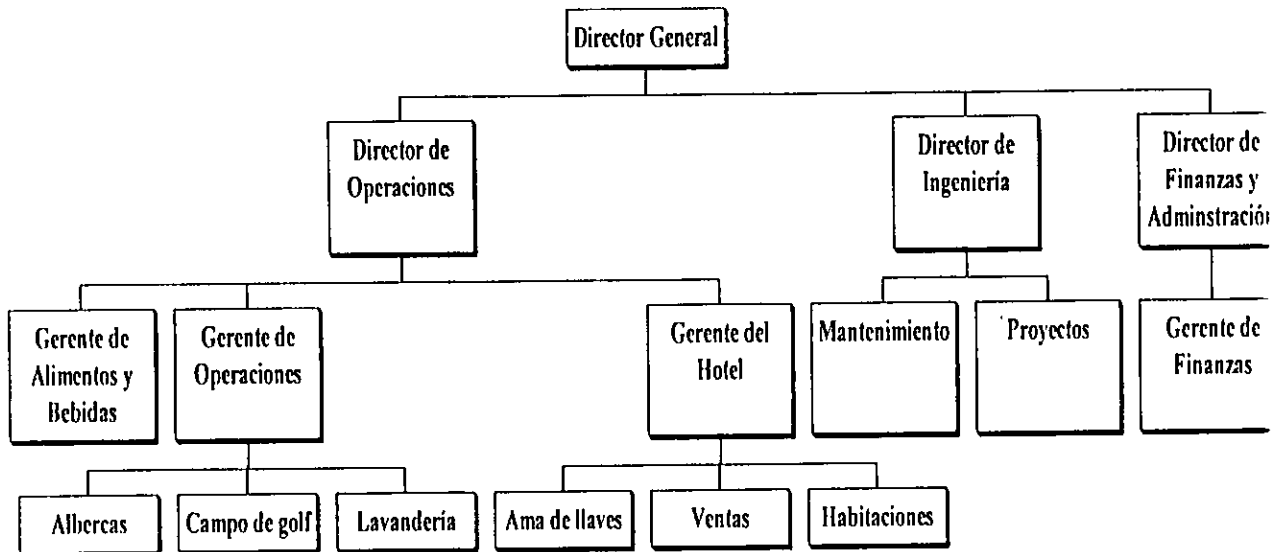 Director General
Director de
Operaciones
Director de
Ingeniería
Director de
Finanzas y
Adminstración
Gerente de
Alimentos y
Bebidas
Gerente de
Operaciones
Gerente del
Hotel
Mantenimiento
Proyectos
Gerente de
Finanzas
Albercas
Campo de golf
Lavandería
Ama de llaves
Ventas
Habitaciones